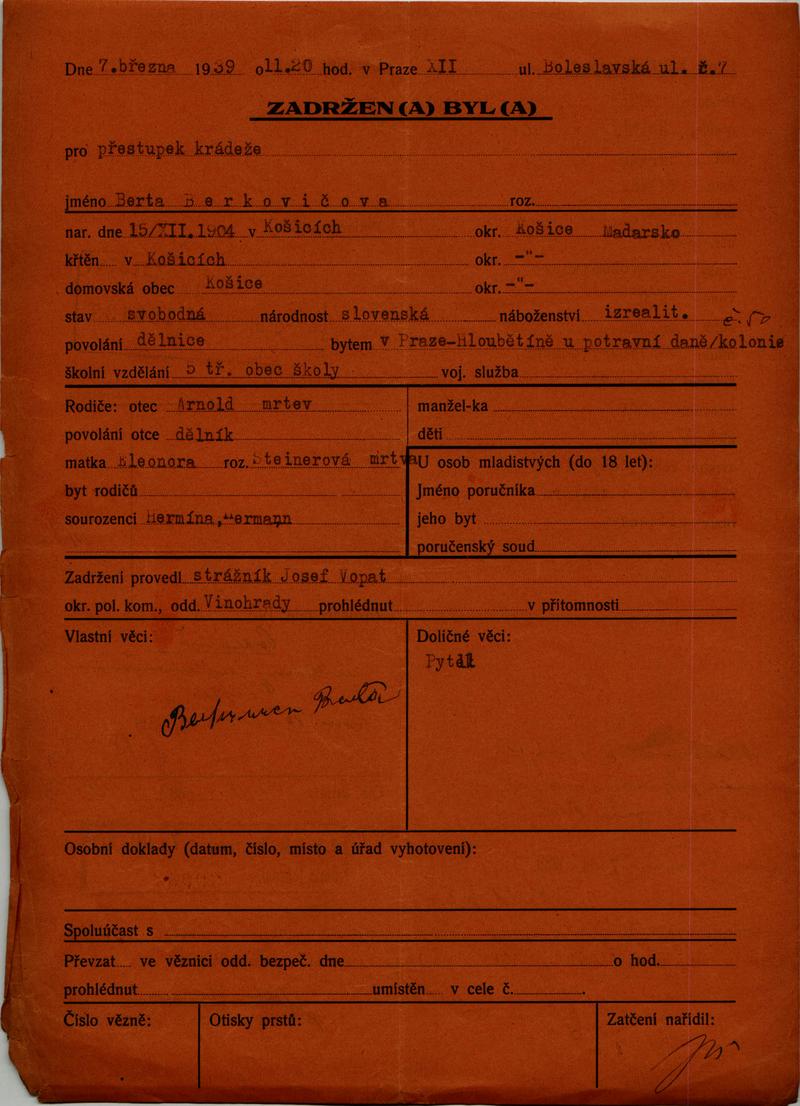 Dne 7.března 1939 o 11.20 hod. v Praze XII ul. Boleslavská ul. č.7
ZADRŽEN(A) BYL(A)
pro přestupek krádeže
jméno Berta Berkovičova roz.
nar. dne 15/XII.1904 v Košicích okr. Košice Maďarsko
křtěn v Košicích okr. -"-
domovská obec Košice okr. -"-
stav svobodná národnost slovenská náboženství izrealit.
povolání dělnice bytem v Praze-Hloubětíně u potravní daně/kolonie
školní vzdělání 5 tř. obec školy voj. služba
Rodiče: otec Arnold mrtev manžel-ka
povolání otce dělník děti
matka Eleonora roz. Steinerová mrtva U osob mladistvých (do 18 let):
byt rodičů Jméno poručníka
sourozenci Hermína, Hermann jeho byt
poručenský soud
Zadržení provedl strážník Josef Vopat
okr. pol. kom., odd. Vinohrady prohlédnut v přítomnosti
Vlastní věci: Doličné věci:
Pytel
Berta
Osobní doklady (datum, číslo, místo a úřad vyhotovení):
Spoluúčast s
Převzat ve věznici odd. bezpeč. dne o hod.
prohlédnut umístěn v cele č.
Číslo vězně: Otisky prstů: Zatčení nařídil: